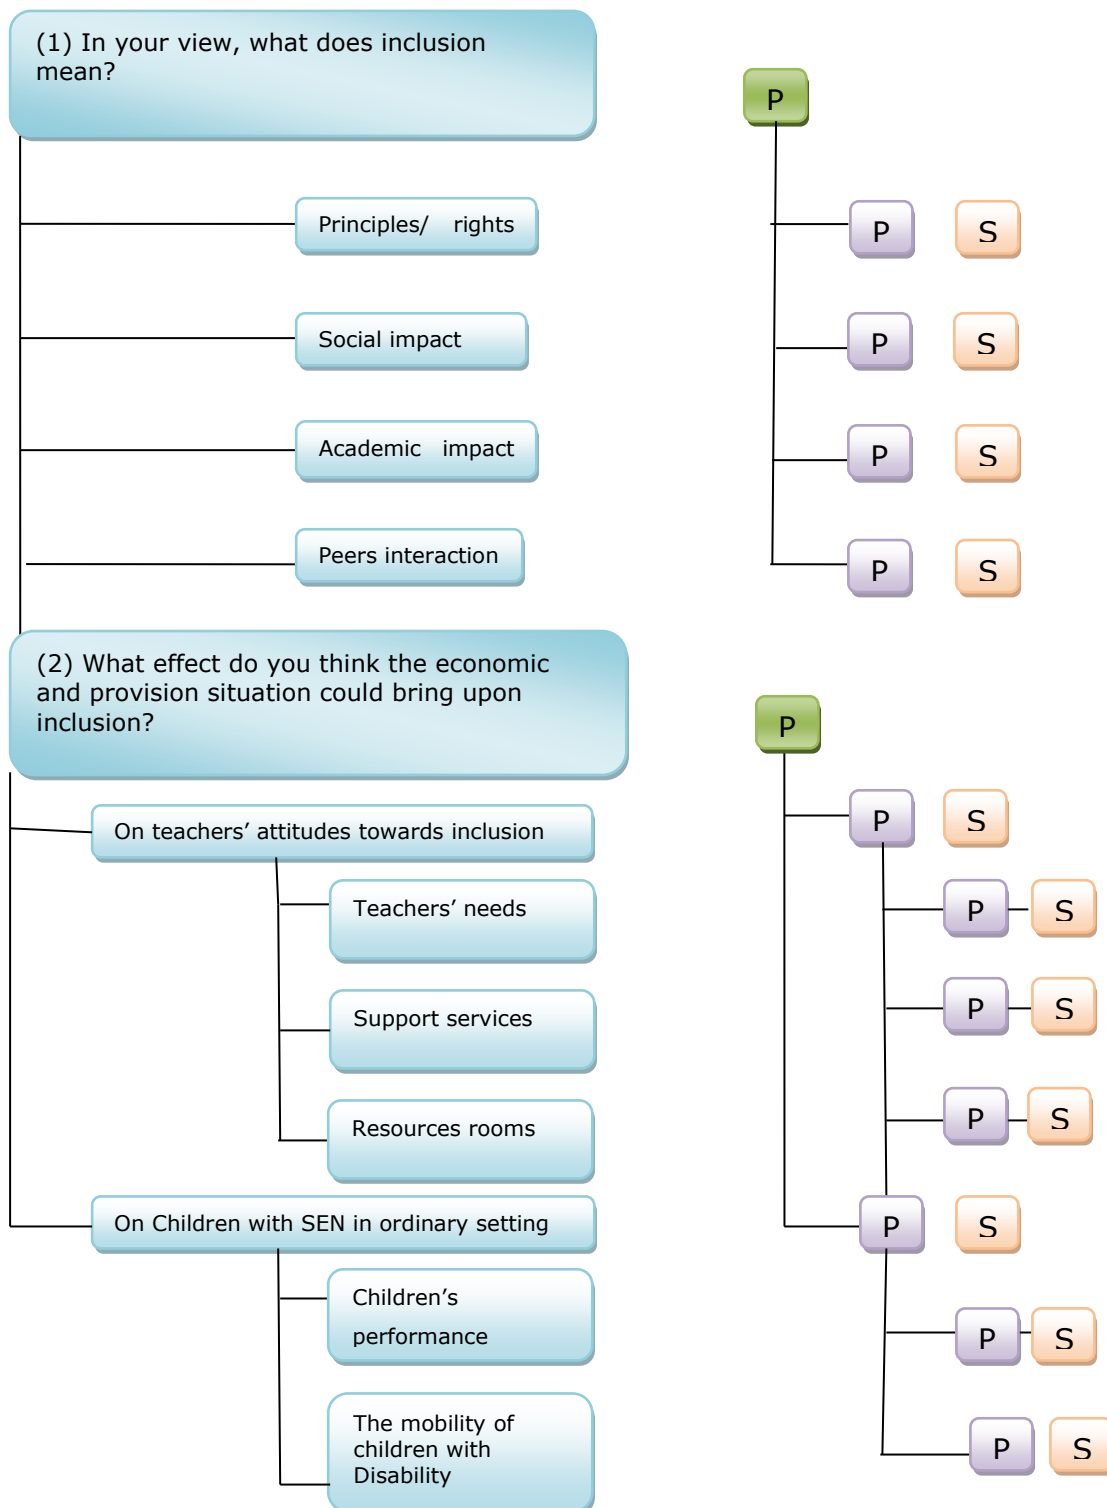 (1) In your view, what does inclusion
mean?
P
Principles/ rights
P S
Social impact
P S
Academic impact
P S
Peers interaction
P S
(2) What effect do you think the economic
and provision situation could bring upon
inclusion?
P
On teachers’ attitudes towards inclusion
P S
Teachers’ needs
P S
Support services
P S
Resources rooms
P S
On Children with SEN in ordinary setting
P S
Children’s
performance
P S
The mobility of
children with
Disability
P S